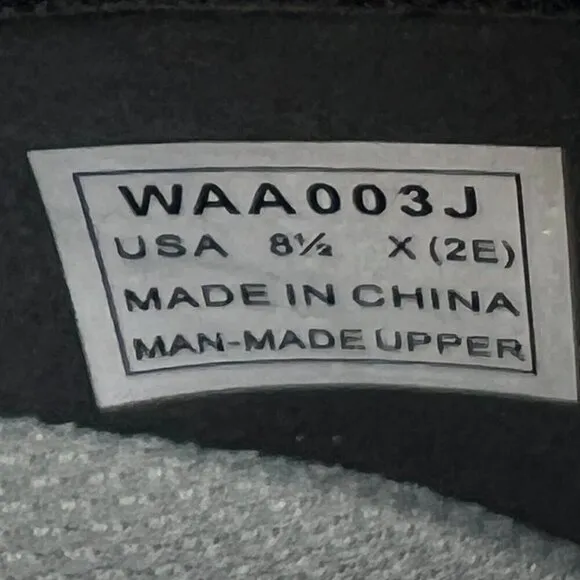 WAA003J
USA 8½ X (2E)
MADE IN CHINA
MAN-MADE UPPER